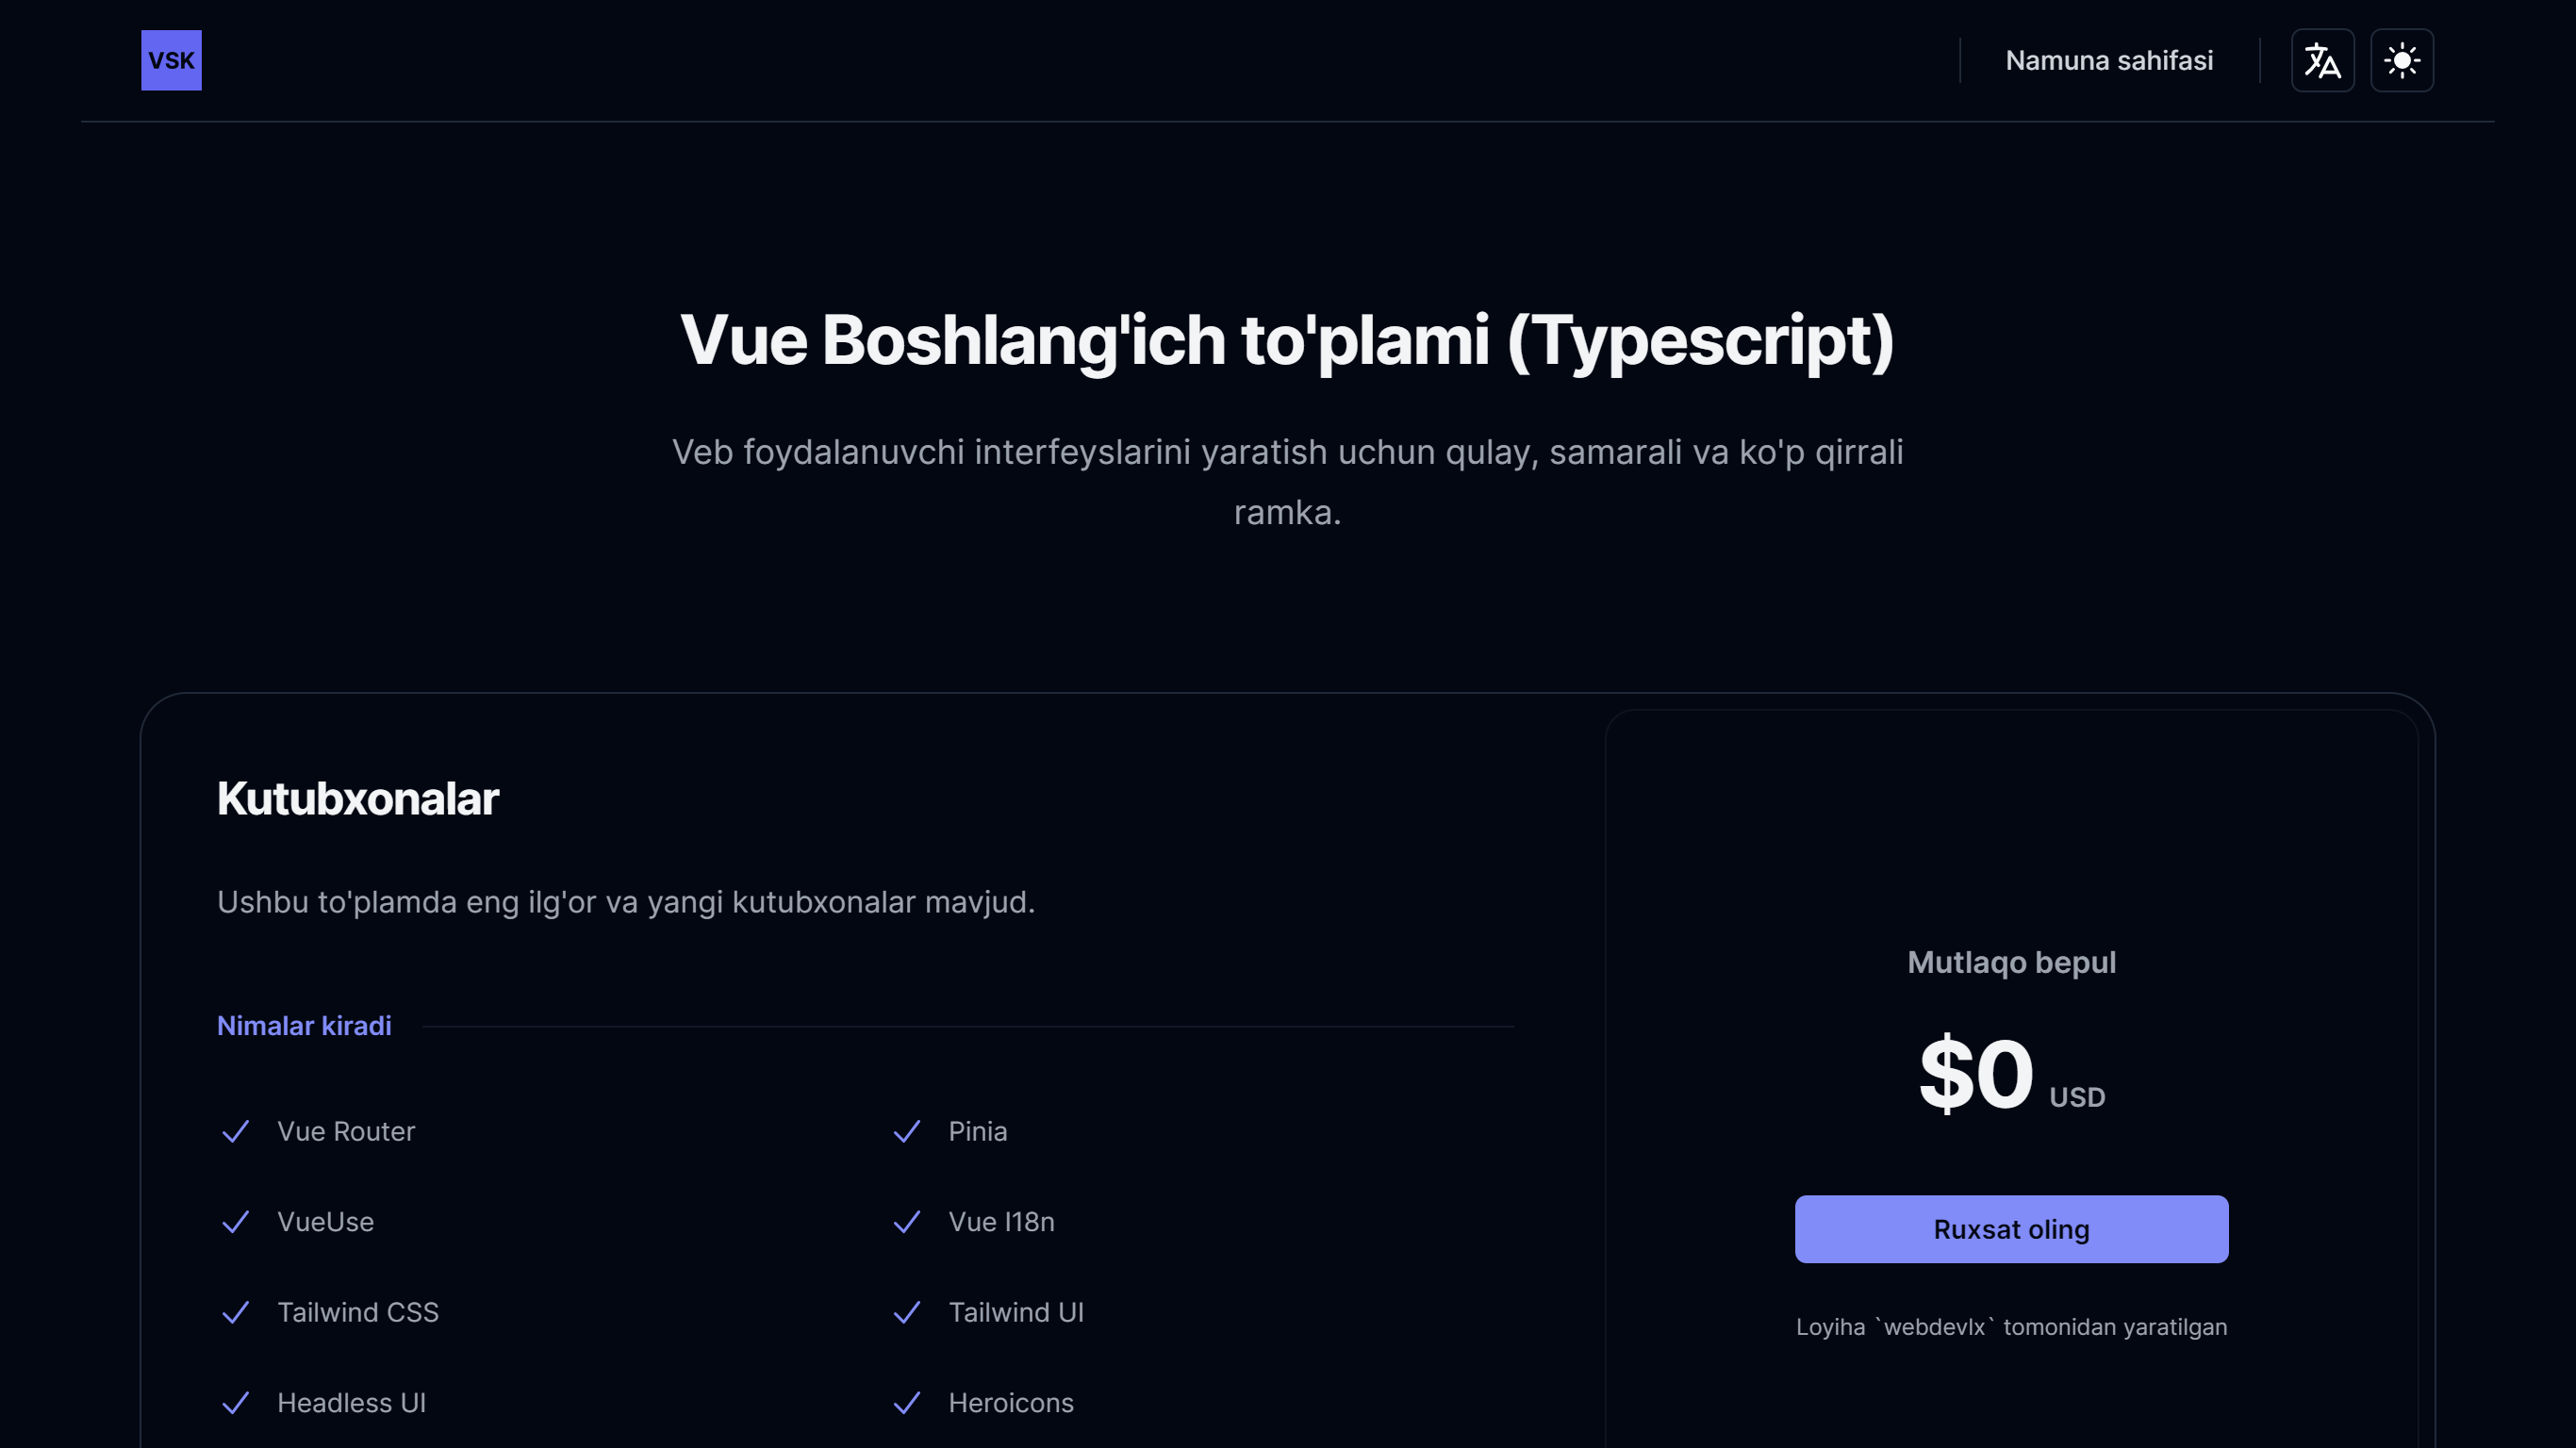 VSK
Namuna sahifasi
Vue Boshlang'ich to'plami (Typescript)
Veb foydalanuvchi interfeyslarini yaratish uchun qulay, samarali va ko'p qirrali
ramka.
Kutubxonalar
Ushbu to'plamda eng ilg'or va yangi kutubxonalar mavjud.
Nimalar kiradi
Vue Router
Pinia
VueUse
Vue I18n
Tailwind CSS
Tailwind UI
Headless UI
Heroicons
Mutlaqo bepul
$0 USD
Ruxsat oling
Loyiha `webdevlx` tomonidan yaratilgan